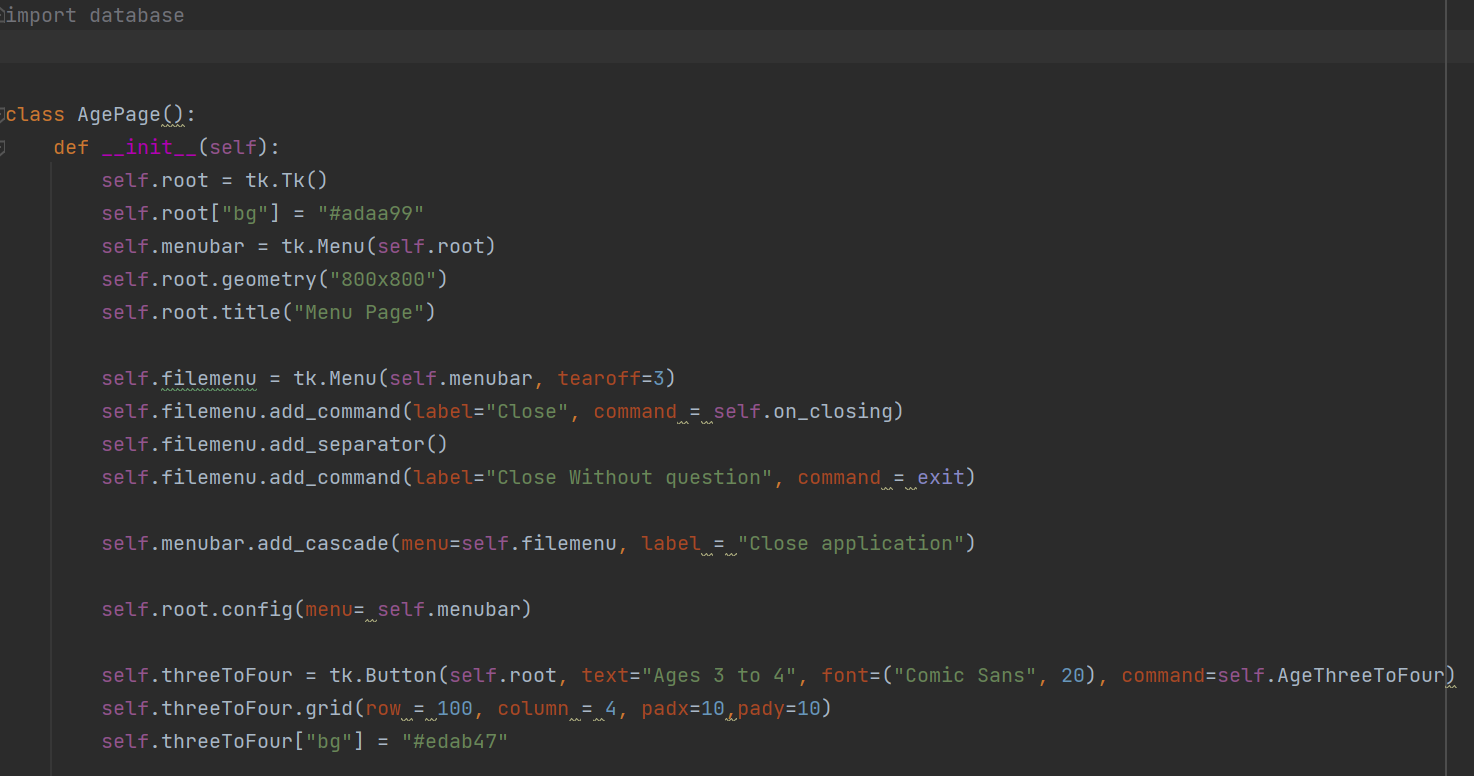 import database
class AgePage():
def __init__(self):
self.root = tk.Tk()
self.root["bg"] = "#adaa99"
self.menubar = tk.Menu(self.root)
self.root.geometry("800x800")
self.root.title("Menu Page")
self.filemenu = tk.Menu(self.menubar, tearoff=3)
self.filemenu.add_command(label="Close", command = self.on_closing)
self.filemenu.add_separator()
self.filemenu.add_command(label="Close Without question", command = exit)
self.menubar.add_cascade(menu=self.filemenu, label = "Close application")
self.root.config(menu= self.menubar)
self.threeToFour = tk.Button(self.root, text="Ages 3 to 4", font=("Comic Sans", 20), command=self.AgeThreeToFour)
self.threeToFour.grid(row = 100, column = 4, padx=10,pady=10)
self.threeToFour["bg"] = "#edab47"